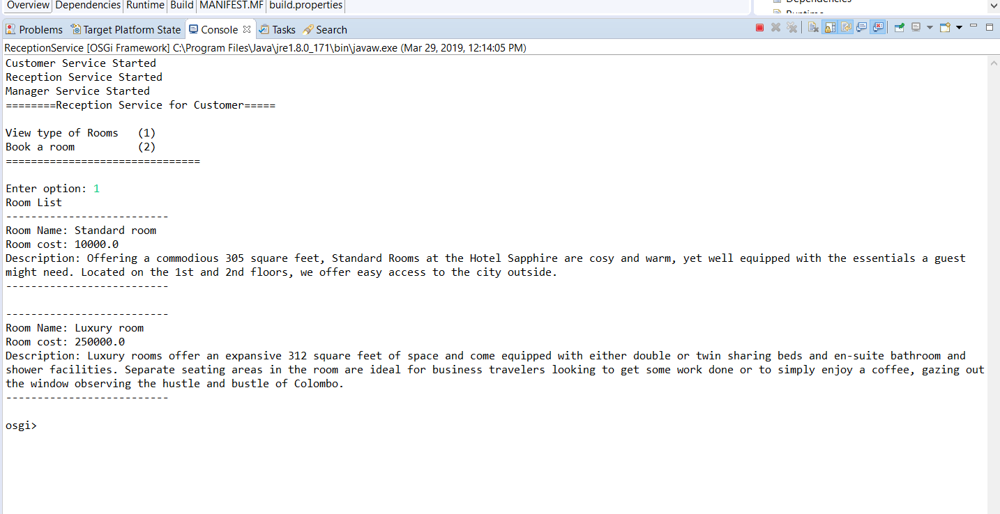 Overview Dependencies Runtime Build MANIFEST.MF build.properties
Dependencies
Runtime
Problems Target Platform State Console Tasks Search
ReceptionService [OSGi Framework] C:\Program Files\Java\jre1.8.0_171\bin\javaw.exe (Mar 29, 2019, 12:14:05 PM)
Customer Service Started
Reception Service Started
Manager Service Started
========Reception Service for Customer=====
View type of Rooms   (1)
Book a room          (2)
===============================
Enter option: 1
Room List
--------------------------
Room Name: Standard room
Room cost: 10000.0
Description: Offering a commodious 305 square feet, Standard Rooms at the Hotel Sapphire are cosy and warm, yet well equipped with the essentials a guest
might need. Located on the 1st and 2nd floors, we offer easy access to the city outside.
--------------------------
--------------------------
Room Name: Luxury room
Room cost: 250000.0
Description: Luxury rooms offer an expansive 312 square feet of space and come equipped with either double or twin sharing beds and en-suite bathroom and
shower facilities. Separate seating areas in the room are ideal for business travelers looking to get some work done or to simply enjoy a coffee, gazing out
the window observing the hustle and bustle of Colombo.
--------------------------
osgi>